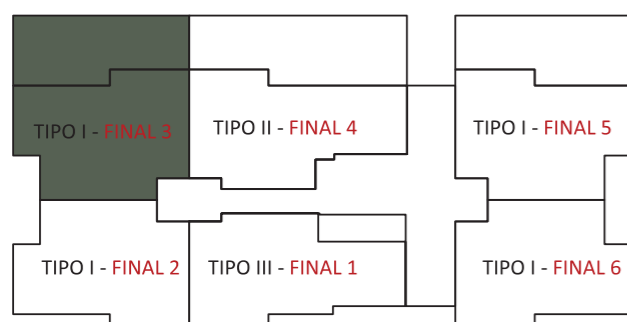 TIPO I - FINAL 3
TIPO II - FINAL 4
TIPO I - FINAL 5
TIPO I - FINAL 2
TIPO III - FINAL 1
TIPO I - FINAL 6